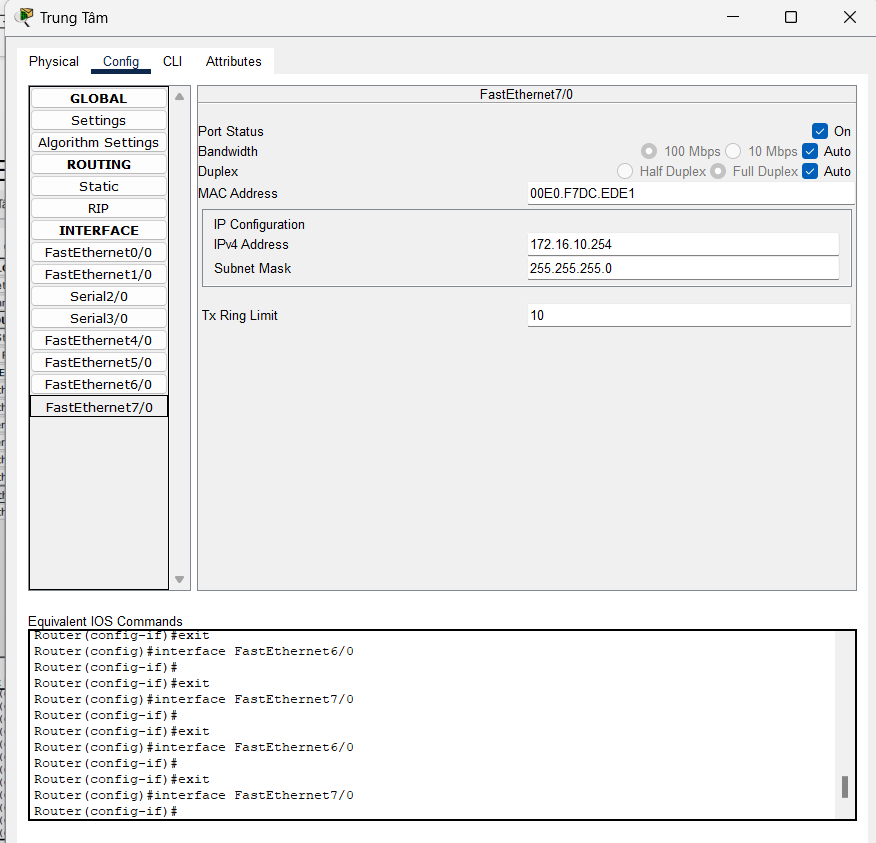 Trung Tâm
Physical Config CLI Attributes
GLOBAL
Settings
Algorithm Settings
ROUTING
Static
RIP
INTERFACE
FastEthernet0/0
FastEthernet1/0
Serial2/0
Serial3/0
FastEthernet4/0
FastEthernet5/0
FastEthernet6/0
FastEthernet7/0
FastEthernet7/0
Port Status On
Bandwidth 100 Mbps 10 Mbps Auto
Duplex Half Duplex Full Duplex Auto
MAC Address 00E0.F7DC.EDE1
IP Configuration
IPv4 Address 172.16.10.254
Subnet Mask 255.255.255.0
Tx Ring Limit 10
Equivalent IOS Commands
Router(config-if)#exit
Router(config)#interface FastEthernet6/0
Router(config-if)#
Router(config-if)#exit
Router(config)#interface FastEthernet7/0
Router(config-if)#
Router(config-if)#exit
Router(config)#interface FastEthernet6/0
Router(config-if)#
Router(config-if)#exit
Router(config)#interface FastEthernet7/0
Router(config-if)#